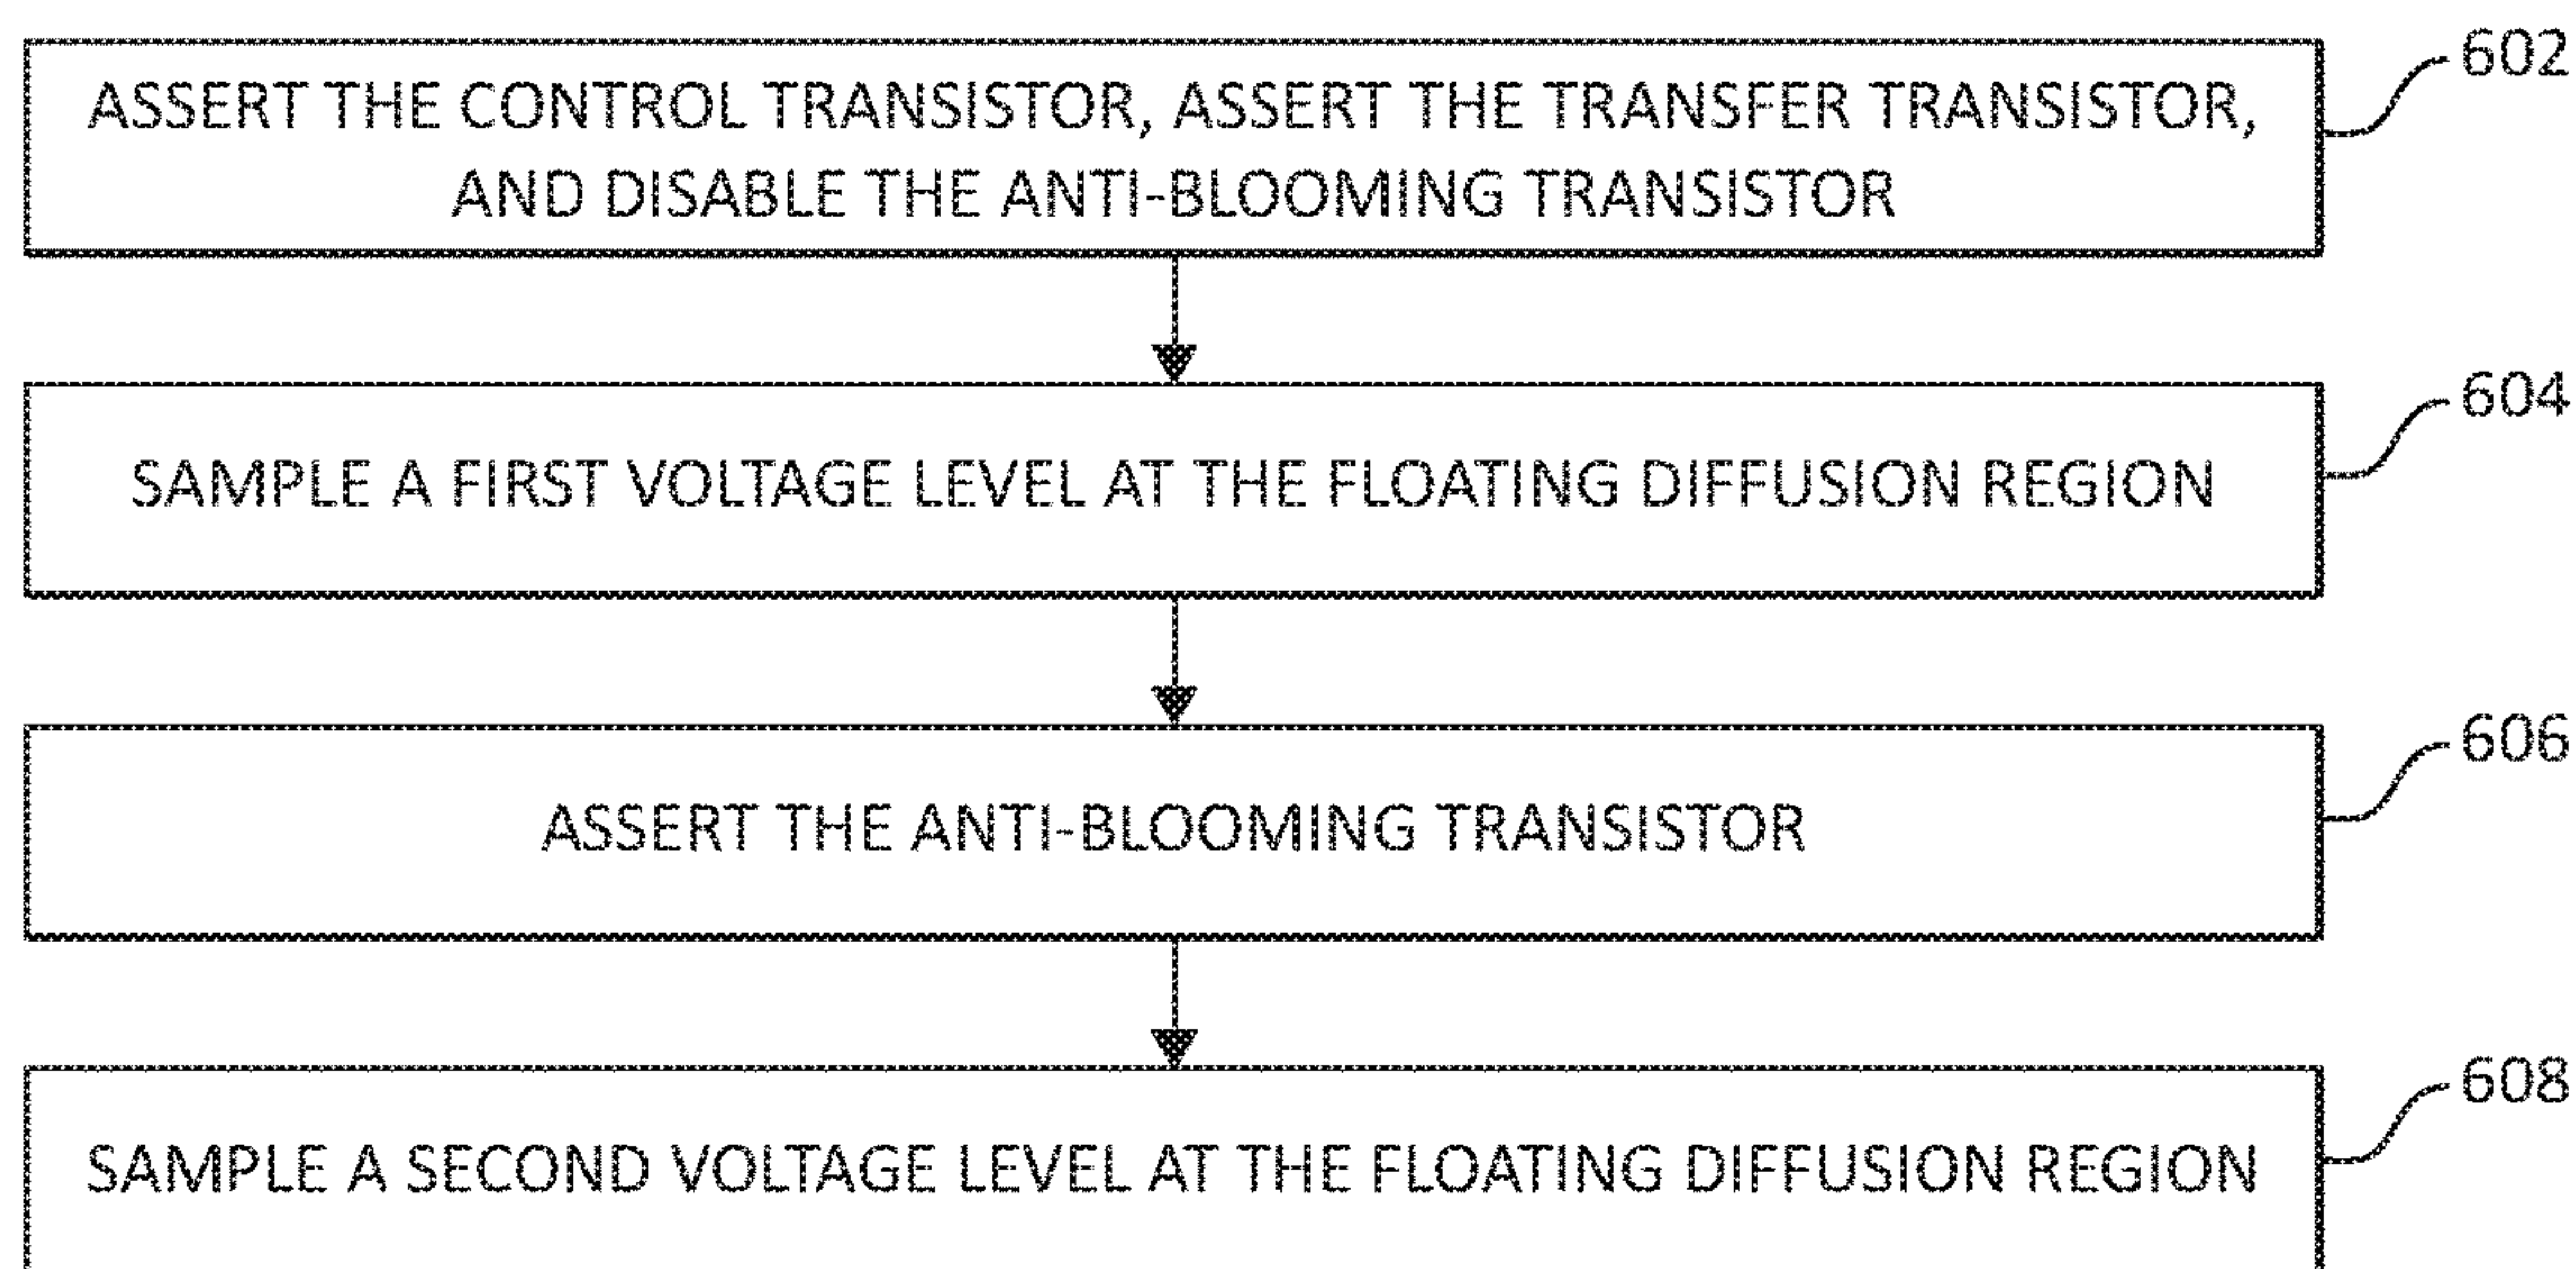 602
ASSERT THE CONTROL TRANSISTOR, ASSERT THE TRANSFER TRANSISTOR,
AND DISABLE THE ANTI-BLOOMING TRANSISTOR
604
SAMPLE A FIRST VOLTAGE LEVEL AT THE FLOATING DIFFUSION REGION
606
ASSERT THE ANTI-BLOOMING TRANSISTOR
608
SAMPLE A SECOND VOLTAGE LEVEL AT THE FLOATING DIFFUSION REGION